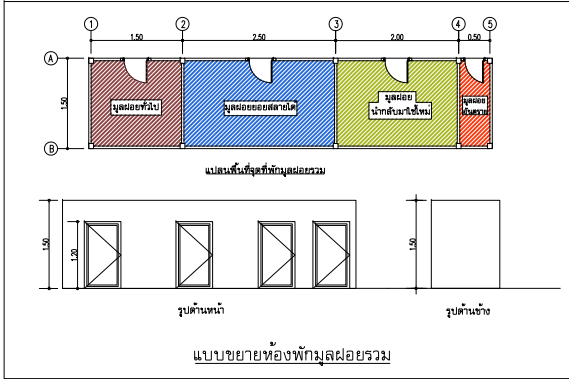 1 2 3 4 5
1.50 2.50 2.00 0.50
A
1.50
B
มูลฝอยทั่วไป
มูลฝอยย่อยสลายได้
มูลฝอย
นำกลับมาใช้ใหม่
มูลฝอย
อันตราย
แปลนพื้นที่จุดที่พักมูลฝอยรวม
1.50
1.20
1.50
รูปด้านหน้า
รูปด้านข้าง
แบบขยายห้องพักมูลฝอยรวม